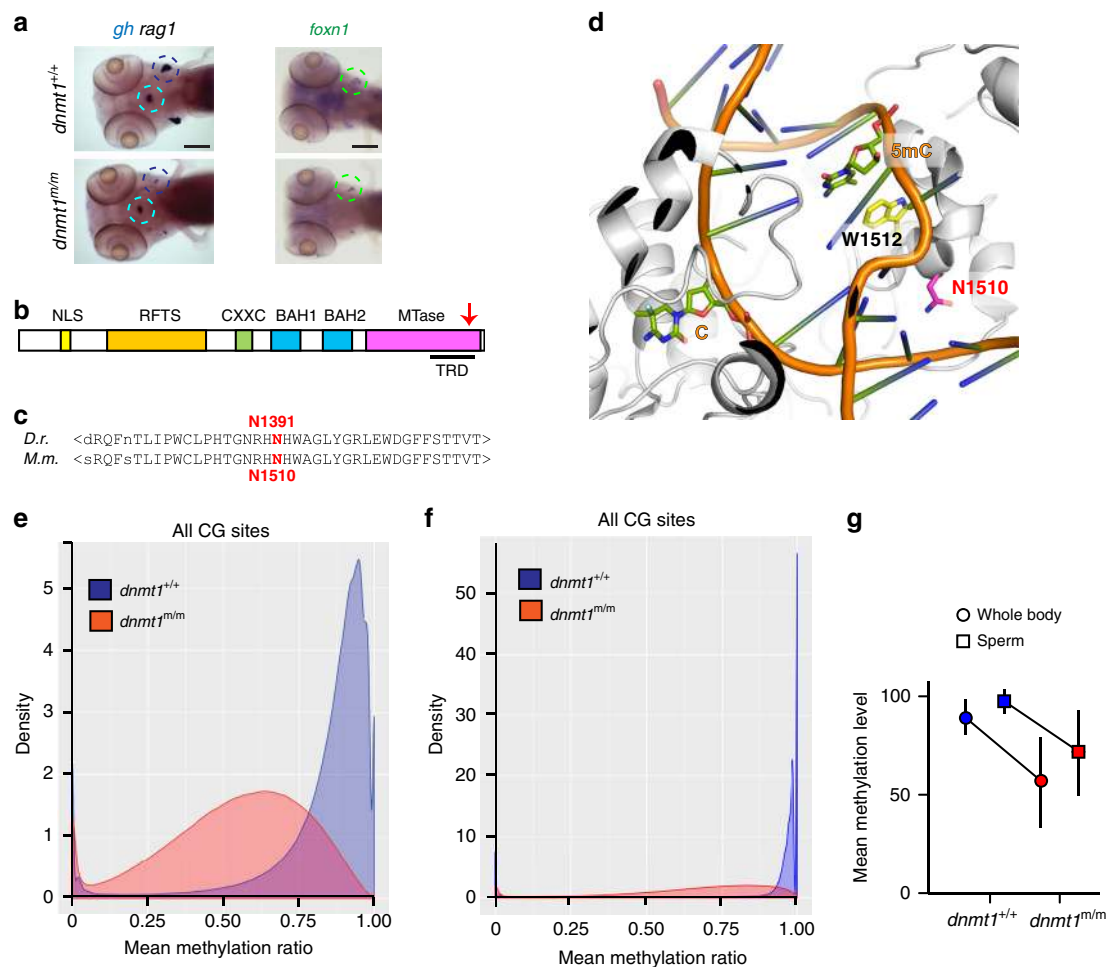 a
gh rag1
foxn1
dnmt1+/+
dnmt1m/m
b
NLS RFTS CXXC BAH1 BAH2 MTase
TRD
c
N1391
D.r. <dRQFnTLIPWCLPHTGNRHNHWAGLYGRLEWDGFFSTTVT>
M.m. <sRQFsTLIPWCLPHTGNRHNHWAGLYGRLEWDGFFSTTVT>
N1510
d
5mC
W1512
N1510
C
e
All CG sites
dnmt1+/+
dnmt1m/m
Density
5
4
3
2
1
0
0 0.25 0.50 0.75 1.00
Mean methylation ratio
f
All CG sites
dnmt1+/+
dnmt1m/m
Density
50
40
30
20
10
0
0 0.25 0.50 0.75 1.00
Mean methylation ratio
g
Whole body
Sperm
Mean methylation level
100
50
0
dnmt1+/+ dnmt1m/m